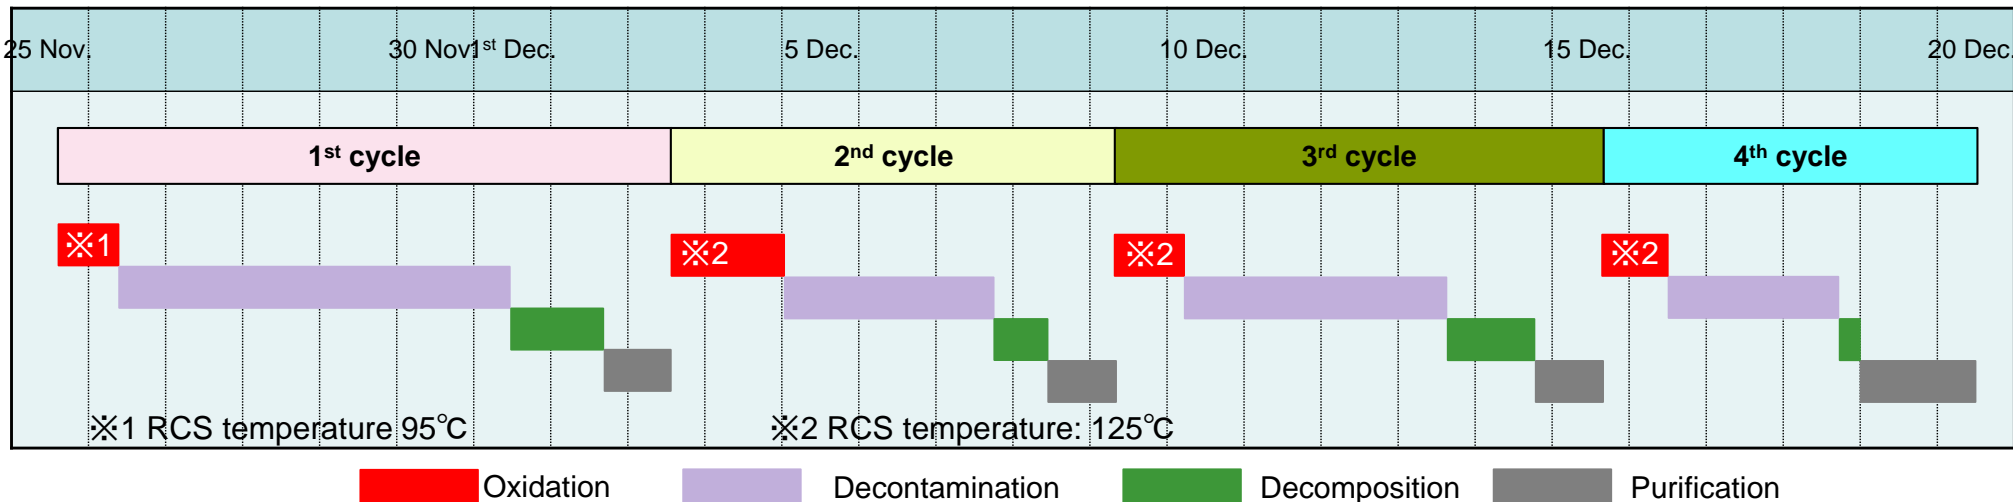 25 Nov. 30 Nov. 1st Dec. 5 Dec. 10 Dec. 15 Dec. 20 Dec.
1st cycle 2nd cycle 3rd cycle 4th cycle
※1 ※2 ※2 ※2
※1 RCS temperature 95℃ ※2 RCS temperature: 125℃
Oxidation Decontamination Decomposition Purification